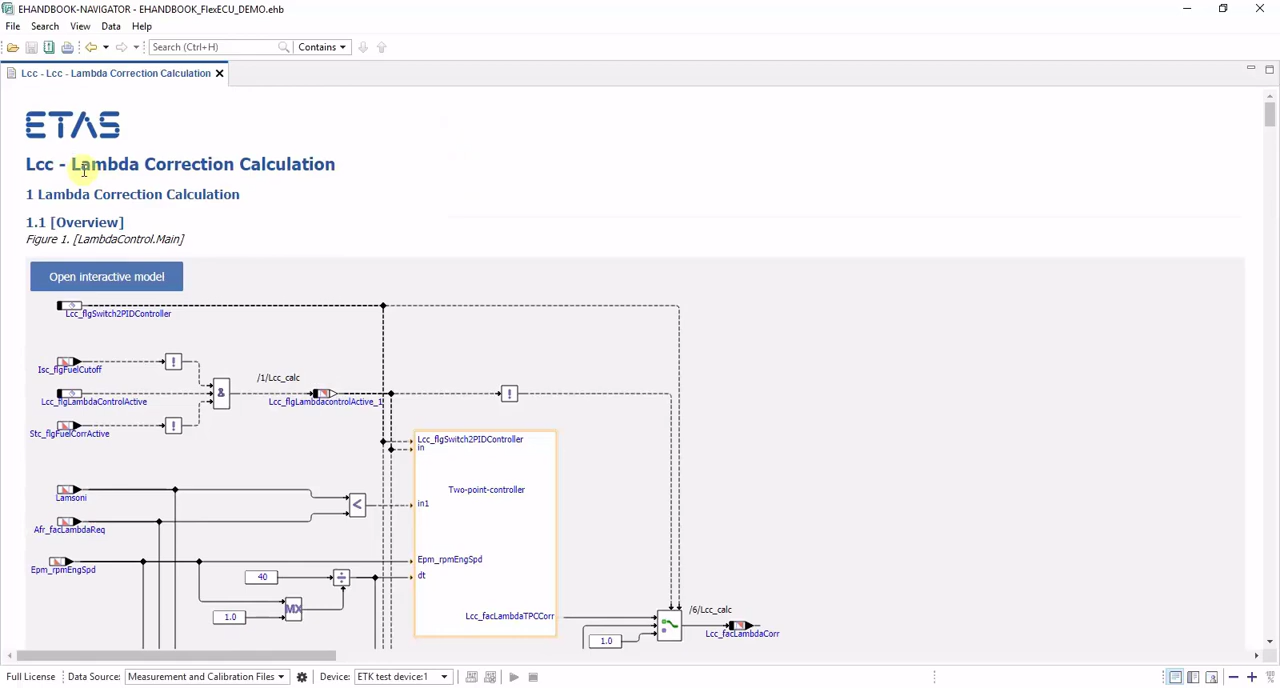 EHANDBOOK-NAVIGATOR - EHANDBOOK_FlexECU_DEMO.ehb
File Search View Data Help
Search (Ctrl+H) Contains
Lcc - Lcc - Lambda Correction Calculation
ETAS
Lcc - Lambda Correction Calculation
1 Lambda Correction Calculation
1.1 [Overview]
Figure 1. [LambdaControl.Main]
Open interactive model
Lcc_flgSwitch2PIDController
!
Isc_flgFuelCutoff
/1/Lcc_calc
&
!
Lcc_flgLambdaControlActive
Lcc_flgLambdacontrolActive_1
!
Stc_flgFuelCorrActive
Lcc_flgSwitch2PIDController
in
Two-point-controller
Lamsoni
<
in1
Afr_facLambdaReq
Epm_rpmEngSpd
Epm_rpmEngSpd
40
÷
dt
MX
1.0
/6/Lcc_calc
Lcc_facLambdaTPCCorr
Lcc_facLambdaCorr
1.0
Full License Data Source: Measurement and Calibration Files Device: ETK test device:1